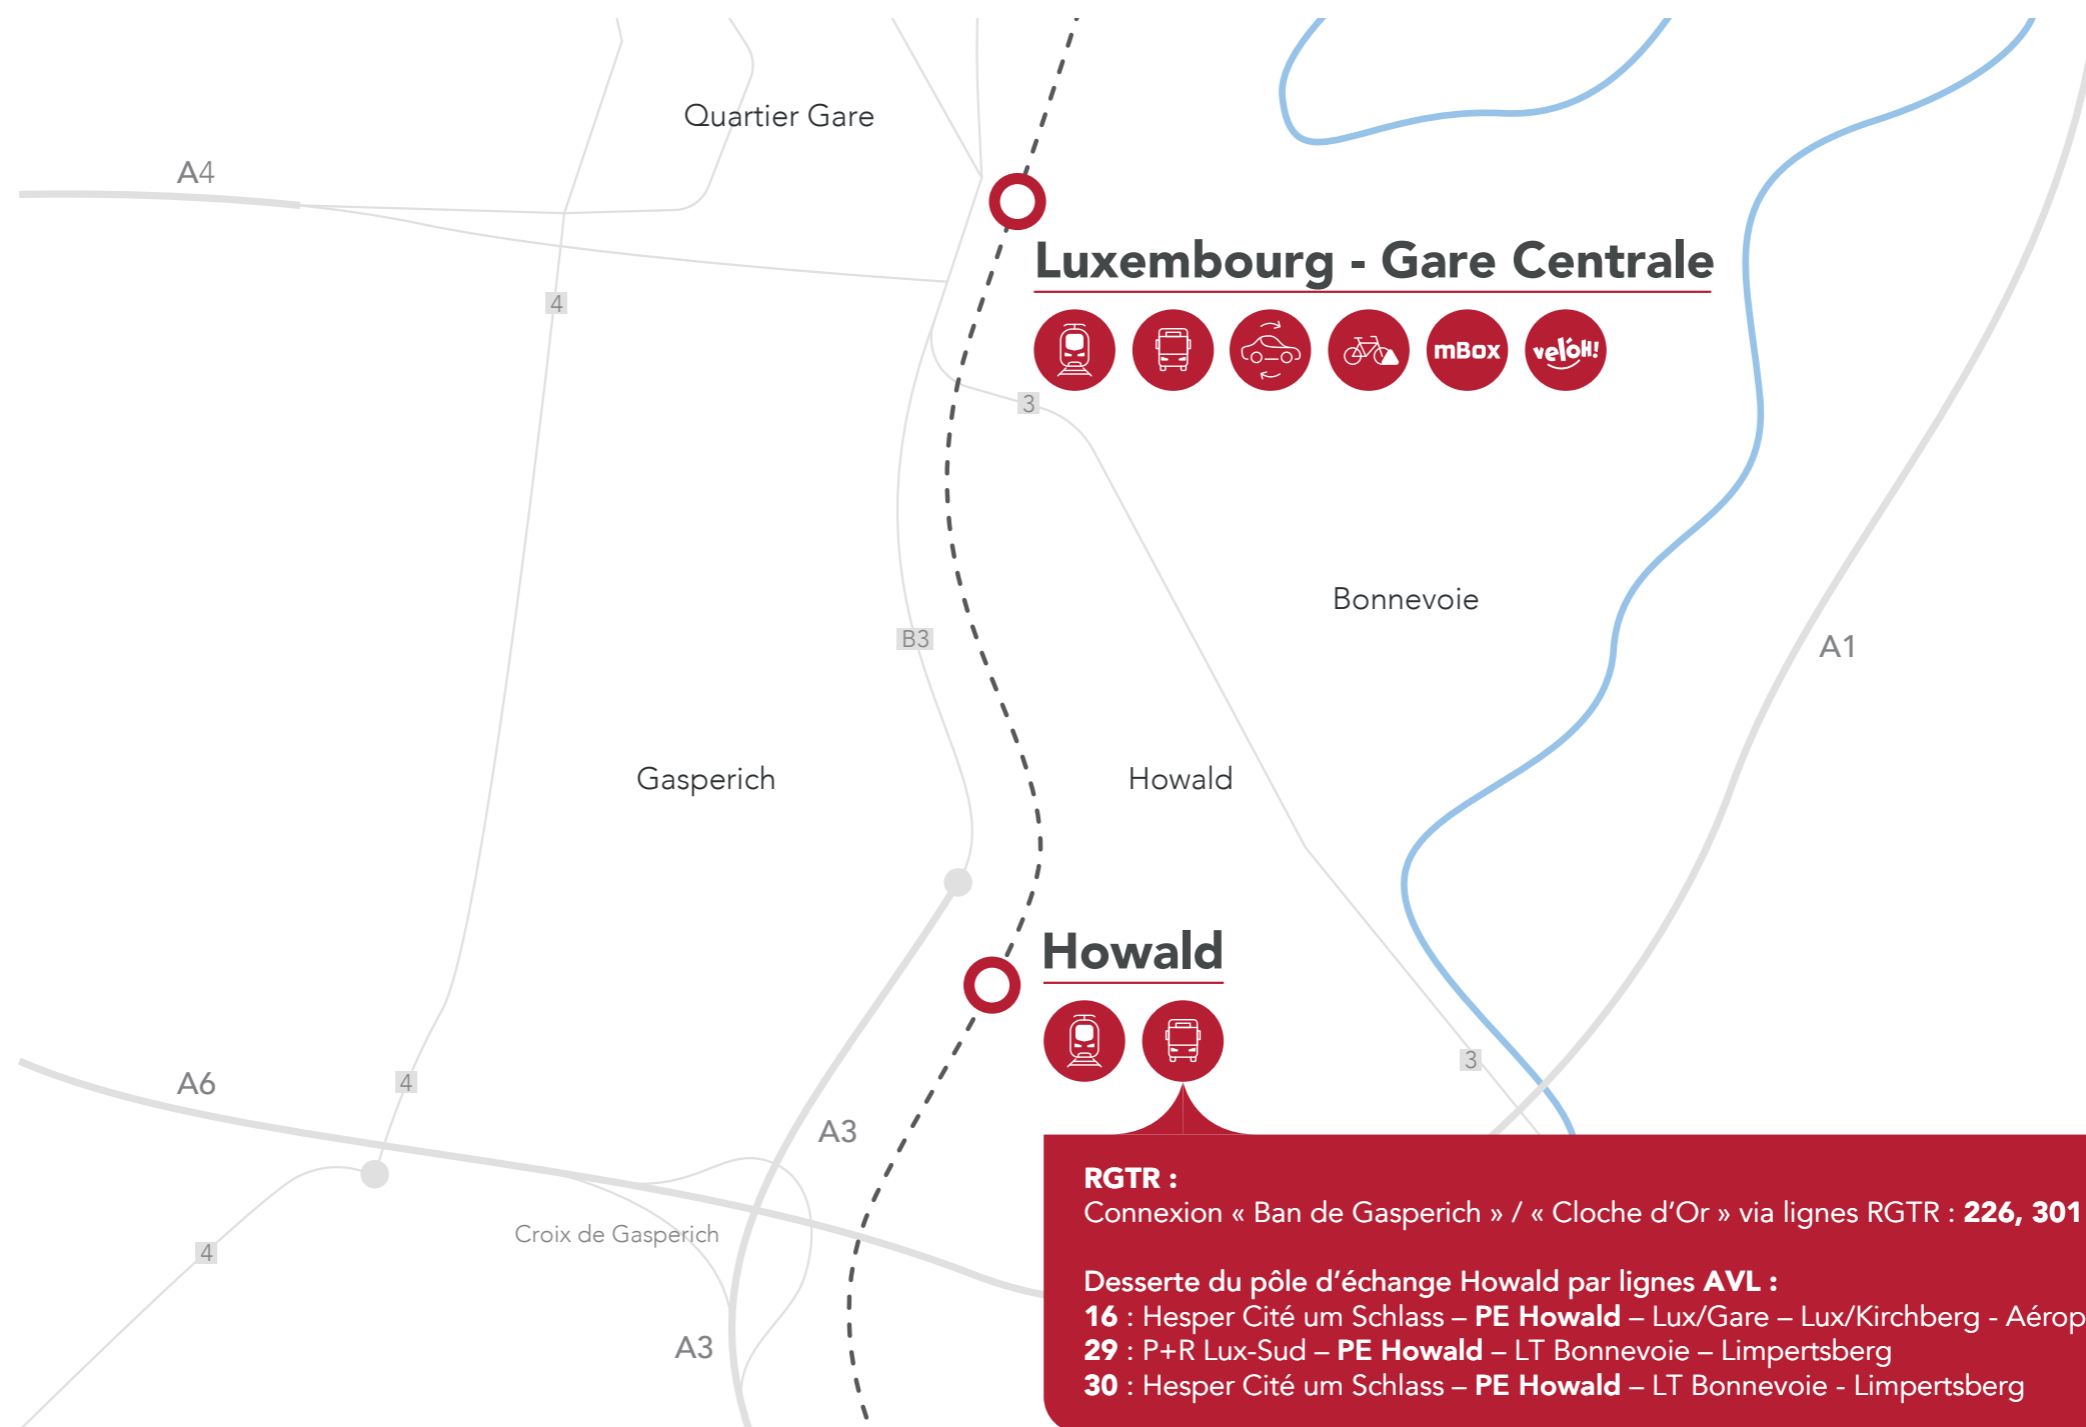 Quartier Gare
A4
Luxembourg - Gare Centrale
4
mBox
veloH!
3
Bonnevoie
B3
A1
Gasperich
Howald
Howald
3
A6
4
A3
RGTR :
Connexion « Ban de Gasperich » / « Cloche d’Or » via lignes RGTR : 226, 301
Croix de Gasperich
4
Desserte du pôle d’échange Howald par lignes AVL :
16 : Hesper Cité um Schlass – PE Howald – Lux/Gare – Lux/Kirchberg - Aérop
A3
29 : P+R Lux-Sud – PE Howald – LT Bonnevoie – Limpertsberg
30 : Hesper Cité um Schlass – PE Howald – LT Bonnevoie - Limpertsberg